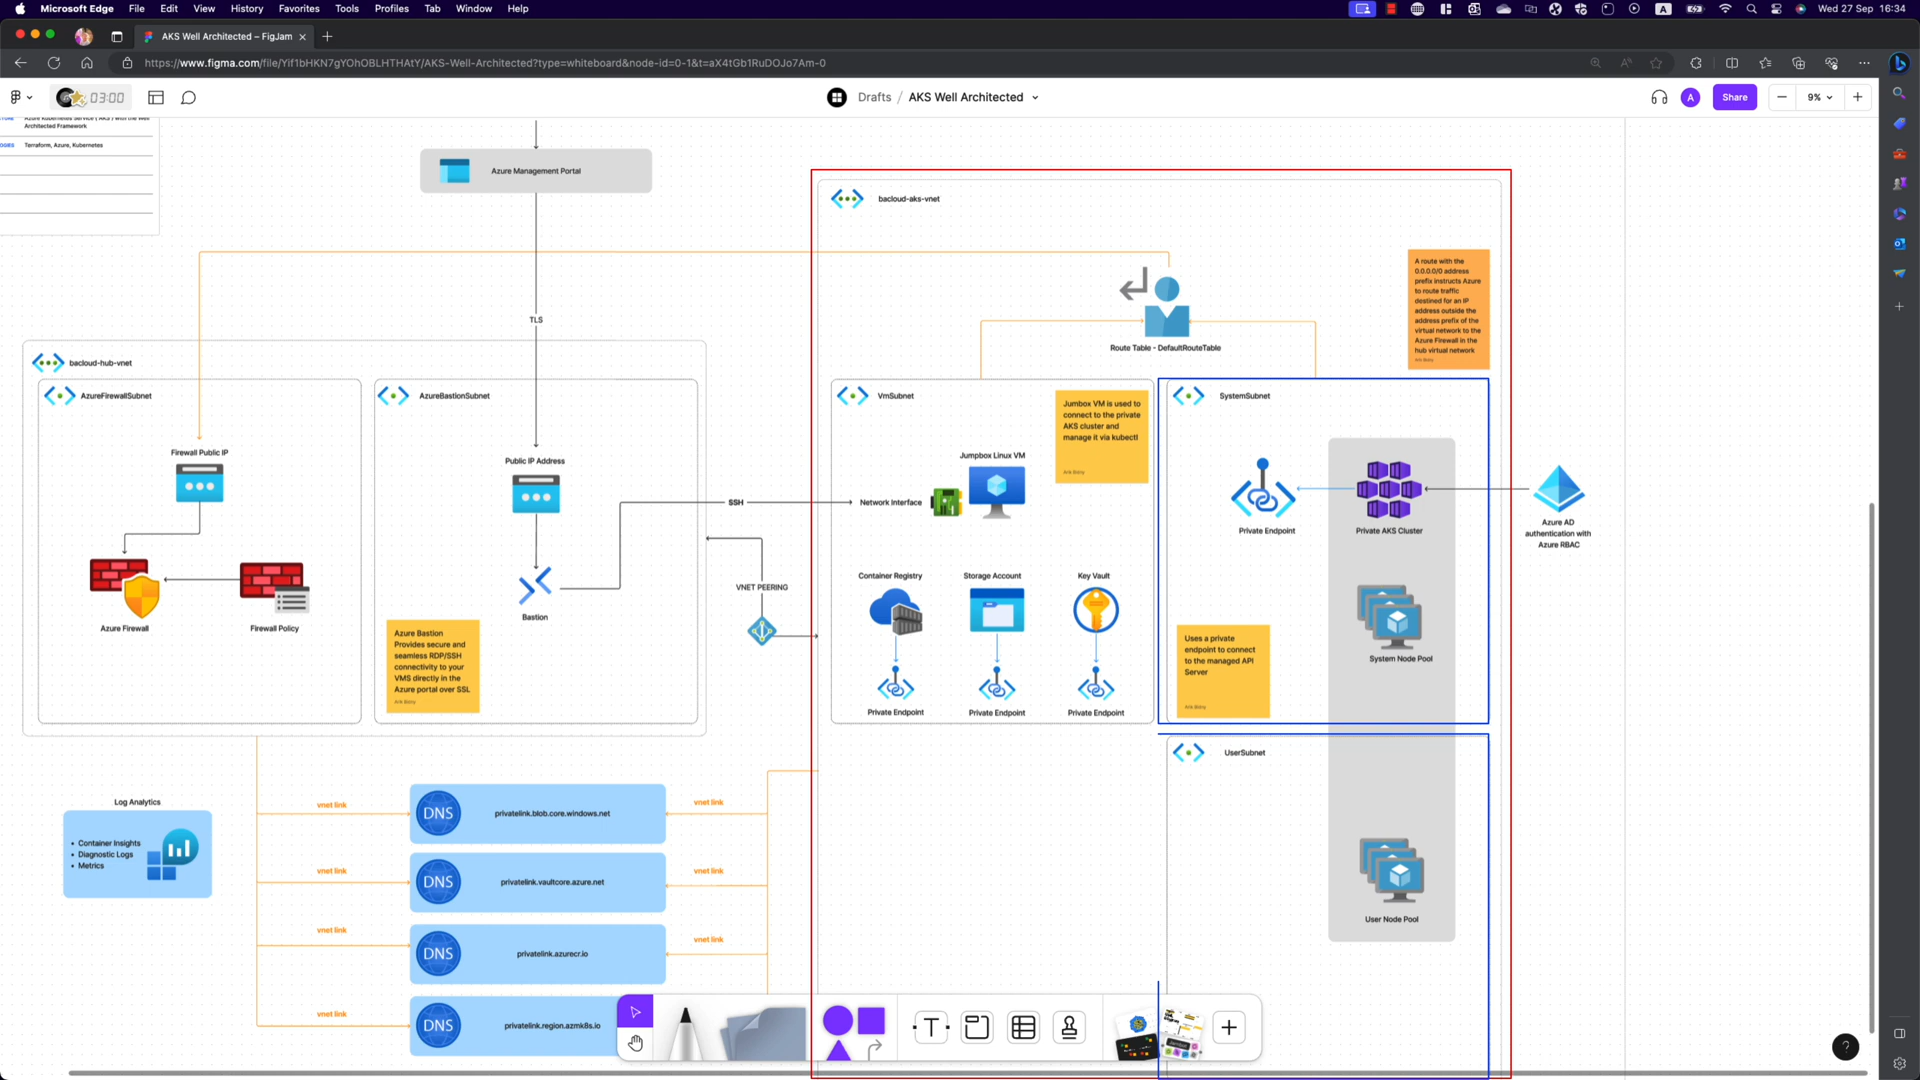 Microsoft Edge File Edit View History Favorites Tools Profiles Tab Window Help
A
Wed 27 Sep 16:34
AKS Well Architected – FigJam
https://www.figma.com/file/Yif1bHKN7gYOhOBLHTHAtY/AKS-Well-Architected?type=whiteboard&node-id=0-1&t=aX4tGb1RuDOJo7Am-0
03:00
Drafts / AKS Well Architected
A
Share
9%
Azure Kubernetes Service ( AKS ) with the Well
Architected Framework
Terraform, Azure, Kubernetes
Azure Management Portal
TLS
bacloud-aks-vnet
A route with the
0.0.0.0/0 address
prefix instructs Azure
to route traffic
destined for an IP
address outside the
address prefix of the
virtual network to the
Azure Firewall in the
hub virtual network
Route Table - DefaultRouteTable
bacloud-hub-vnet
AzureFirewallSubnet
Firewall Public IP
Azure Firewall
Firewall Policy
AzureBastionSubnet
Public IP Address
Bastion
Azure Bastion
Provides secure and
seamless RDP/SSH
connectivity to your
VMS directly in the
Azure portal over SSL
SSH
VNET PEERING
VmSubnet
Jumbox VM is used to
connect to the private
AKS cluster and
manage it via kubectl
Jumpbox Linux VM
Network Interface
Container Registry
Storage Account
Key Vault
Private Endpoint
Private Endpoint
Private Endpoint
SystemSubnet
Private Endpoint
Private AKS Cluster
System Node Pool
Uses a private
endpoint to connect
to the managed API
Server
Azure AD
authentication with
Azure RBAC
UserSubnet
User Node Pool
Log Analytics
Container Insights
Diagnostic Logs
Metrics
vnet link
DNS
privatelink.blob.core.windows.net
vnet link
vnet link
DNS
privatelink.vaultcore.azure.net
vnet link
vnet link
DNS
privatelink.azurecr.io
vnet link
vnet link
DNS
privatelink.region.azmk8s.io
T
?